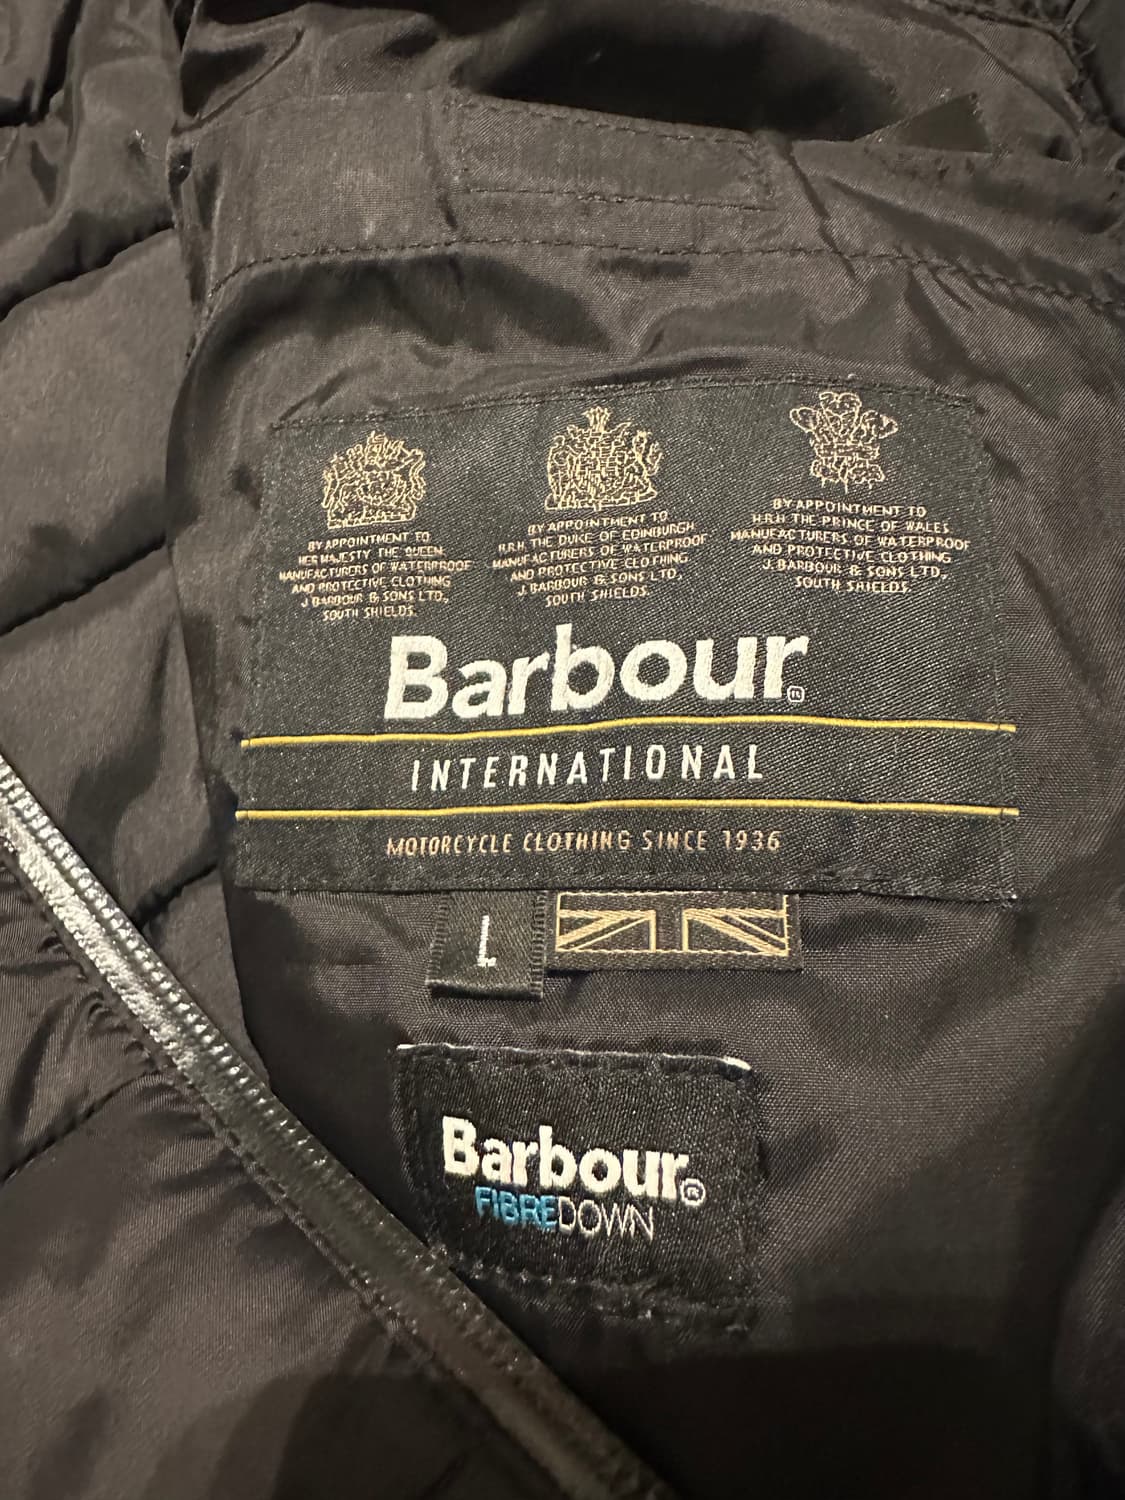 BY APPOINTMENT TO
HER MAJESTY THE QUEEN
MANUFACTURERS OF WATERPROOF
AND PROTECTIVE CLOTHING
J. BARBOUR & SONS LTD.,
SOUTH SHIELDS.
BY APPOINTMENT TO
H.R.H. THE DUKE OF EDINBURGH
MANUFACTURERS OF WATERPROOF
AND PROTECTIVE CLOTHING
J. BARBOUR & SONS LTD.,
SOUTH SHIELDS.
BY APPOINTMENT TO
H.R.H. THE PRINCE OF WALES
MANUFACTURERS OF WATERPROOF
AND PROTECTIVE CLOTHING
J. BARBOUR & SONS LTD.,
SOUTH SHIELDS.
Barbour®
INTERNATIONAL
MOTORCYCLE CLOTHING SINCE 1936
L
Barbour®
FIBREDOWN